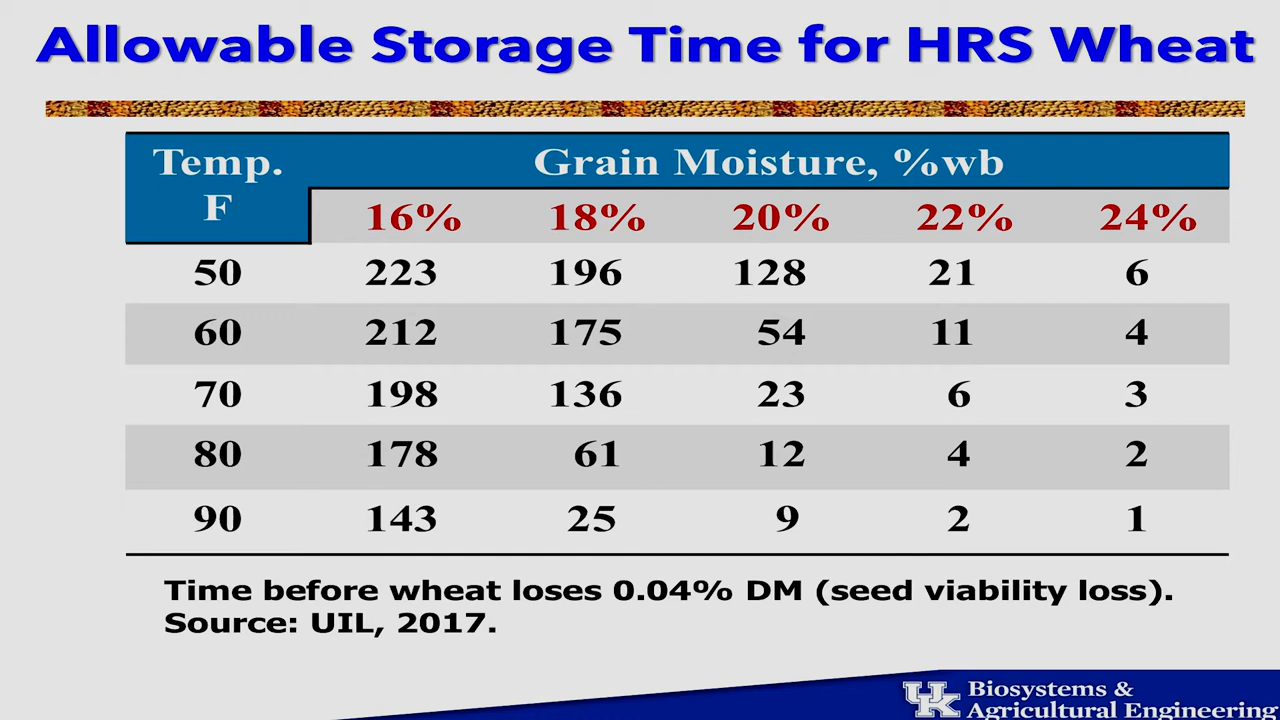 Allowable Storage Time for HRS Wheat
Temp. F Grain Moisture, %wb
16% 18% 20% 22% 24%
50 223 196 128 21 6
60 212 175 54 11 4
70 198 136 23 6 3
80 178 61 12 4 2
90 143 25 9 2 1
Time before wheat loses 0.04% DM (seed viability loss).
Source: UIL, 2017.
UK Biosystems &
Agricultural Engineering